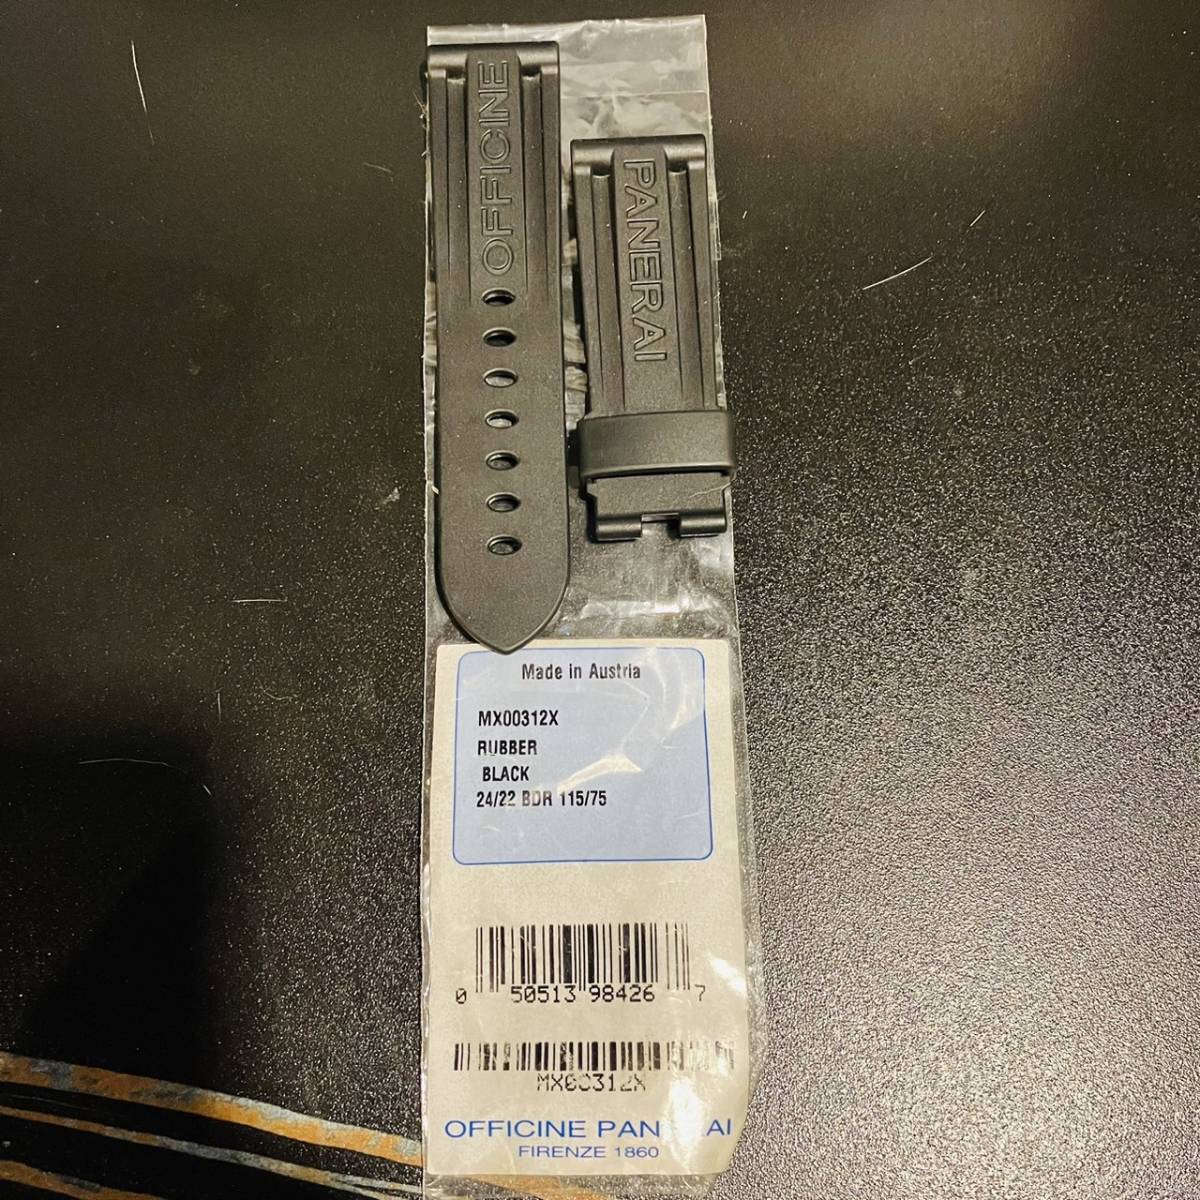 OFFICINE
PANERAI
Made in Austria
MX00312X
RUBBER
BLACK
24/22 BDR 115/75
0 50513 98426 7
MX00312X
OFFICINE PANERAI
FIRENZE 1860